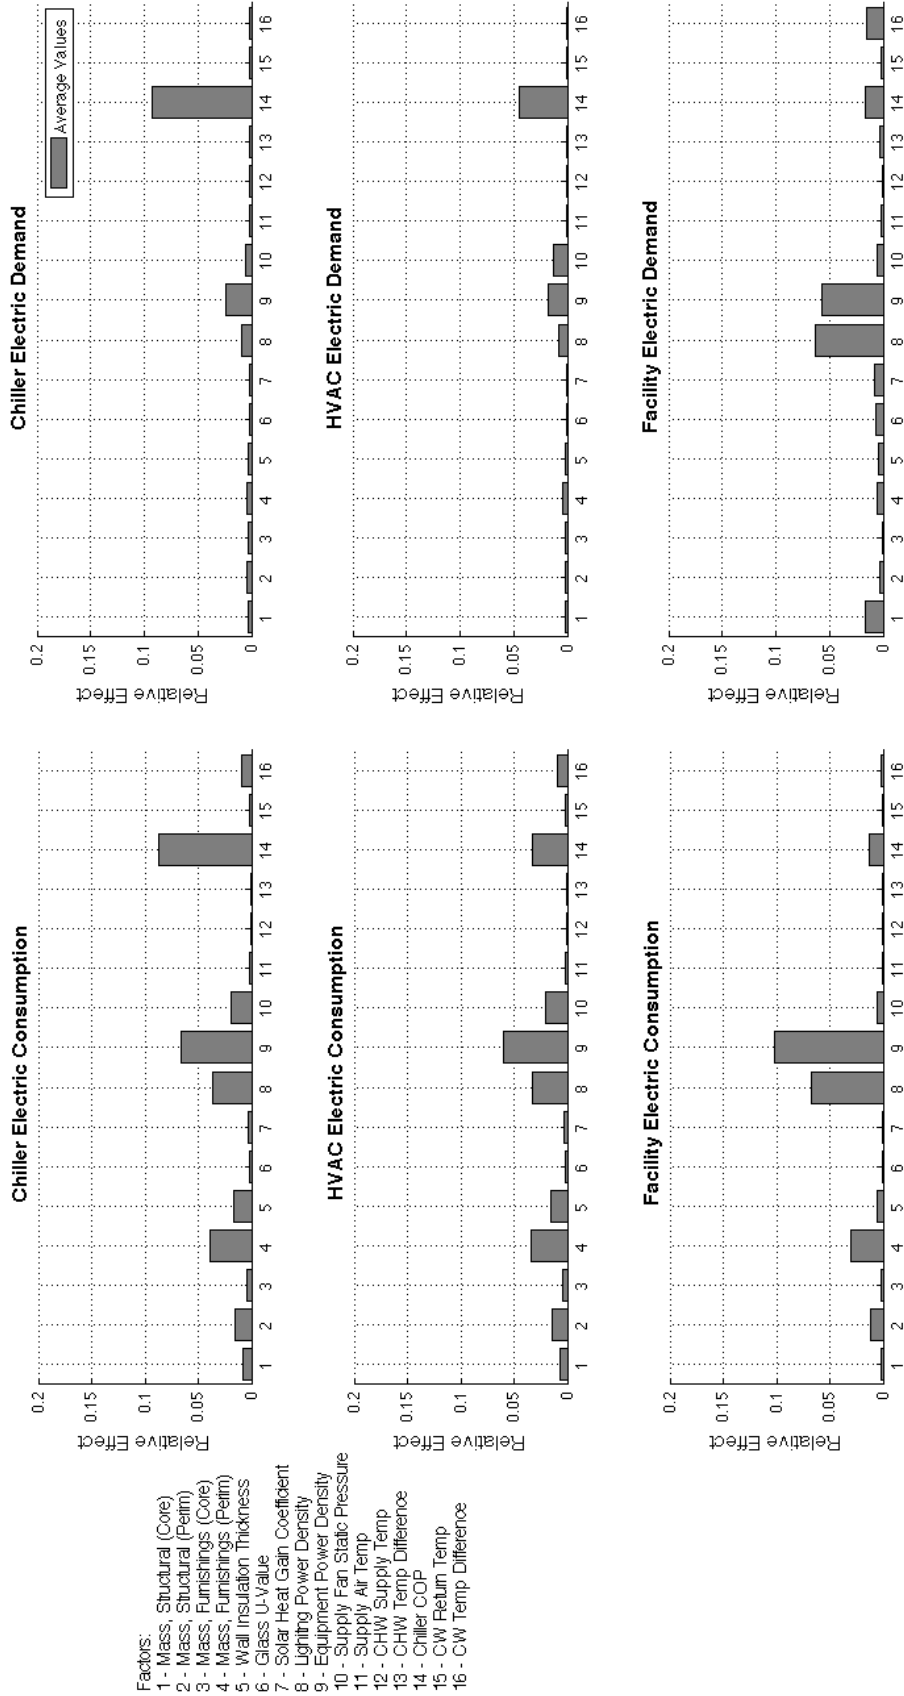 Factors:
1 - Mass, Structural (Core)
2 - Mass, Structural (Perim)
3 - Mass, Furnishings (Core)
4 - Mass, Furnishings (Perim)
5 - Wall Insulation Thickness
6 - Glass U-Value
7 - Solar Heat Gain Coefficient
8 - Lighitng Power Density
9 - Equipment Power Density
10 - Supply Fan Static Pressure
11 - Supply Air Temp
12 - CHW Supply Temp
13 - CHW Temp Difference
14 - Chiller COP
15 - CW Return Temp
16 - CW Temp Difference
Chiller Electric Consumption
Relative Effect
0.2
0.15
0.1
0.05
0
1 2 3 4 5 6 7 8 9 10 11 12 13 14 15 16
Chiller Electric Demand
Average Values
Relative Effect
0.2
0.15
0.1
0.05
0
1 2 3 4 5 6 7 8 9 10 11 12 13 14 15 16
HVAC Electric Consumption
Relative Effect
0.2
0.15
0.1
0.05
0
1 2 3 4 5 6 7 8 9 10 11 12 13 14 15 16
HVAC Electric Demand
Relative Effect
0.2
0.15
0.1
0.05
0
1 2 3 4 5 6 7 8 9 10 11 12 13 14 15 16
Facility Electric Consumption
Relative Effect
0.2
0.15
0.1
0.05
0
1 2 3 4 5 6 7 8 9 10 11 12 13 14 15 16
Facility Electric Demand
Relative Effect
0.2
0.15
0.1
0.05
0
1 2 3 4 5 6 7 8 9 10 11 12 13 14 15 16